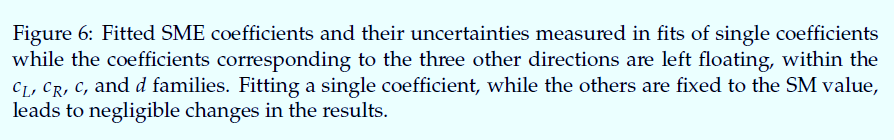 Figure 6: Fitted SME coefficients and their uncertainties measured in fits of single coefficients
while the coefficients corresponding to the three other directions are left floating, within the
c_L, c_R, c, and d families. Fitting a single coefficient, while the others are fixed to the SM value,
leads to negligible changes in the results.